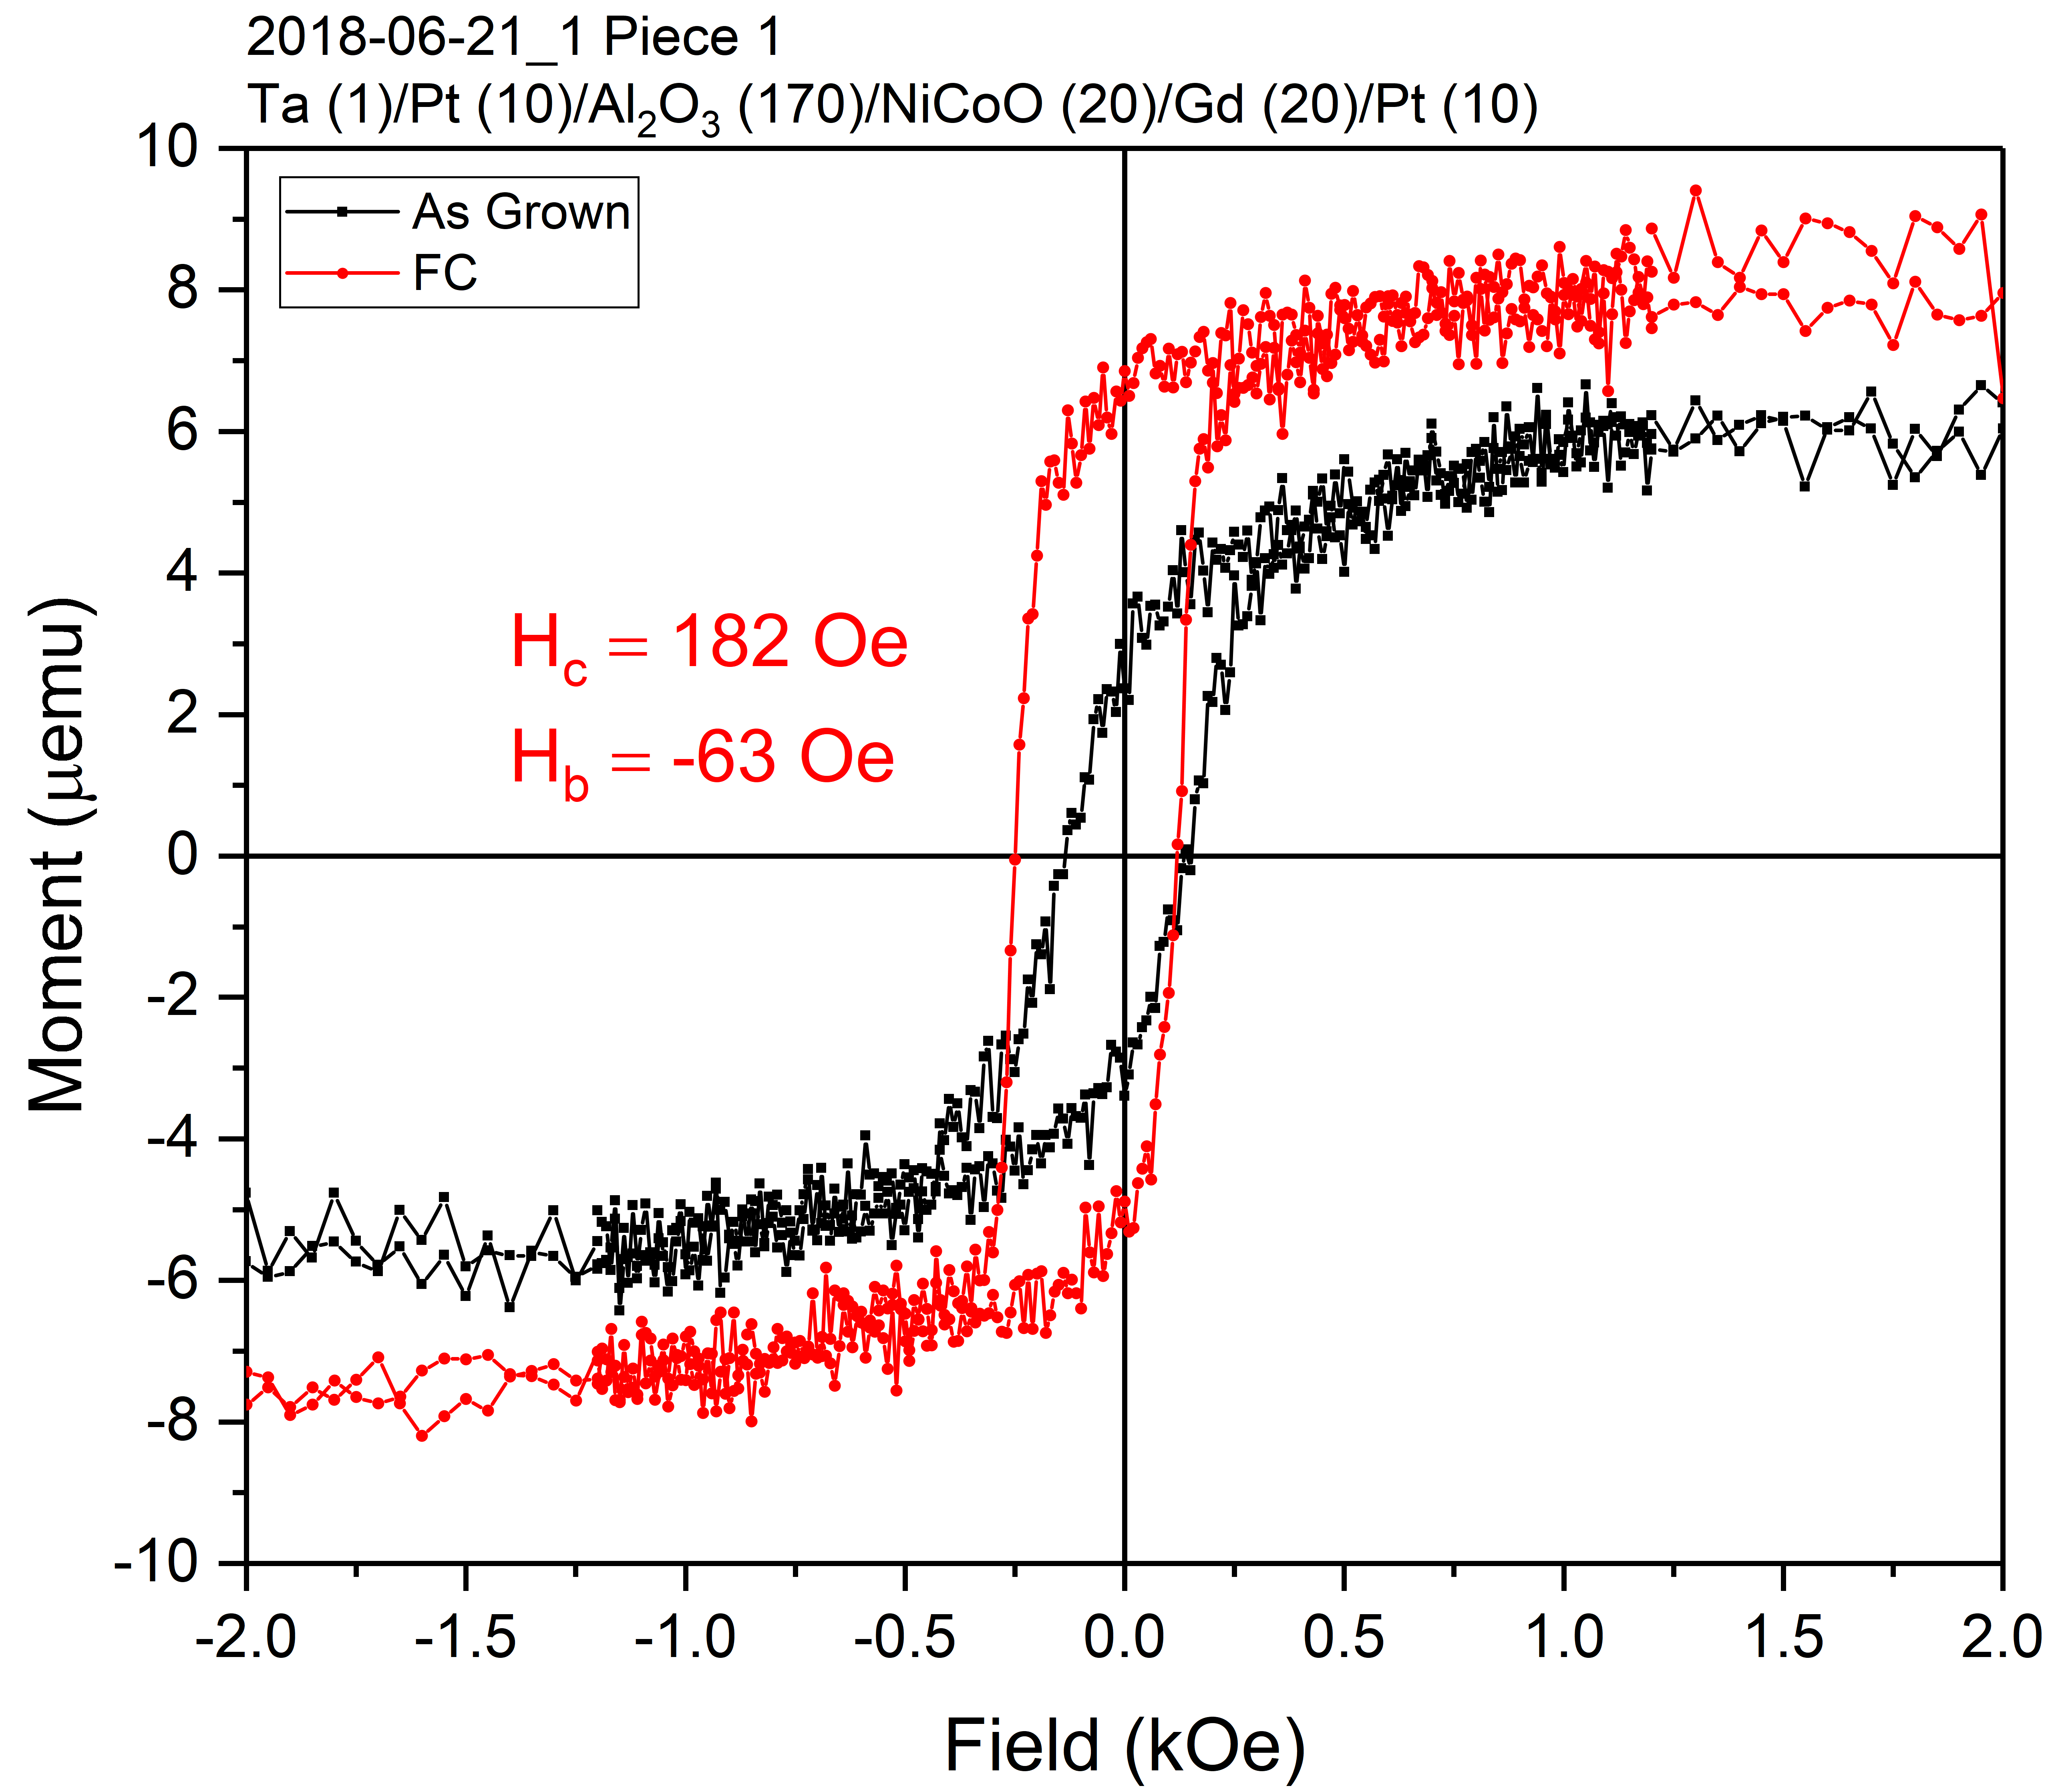 2018-06-21_1 Piece 1
Ta (1)/Pt (10)/Al₂O₃ (170)/NiCoO (20)/Gd (20)/Pt (10)
As Grown
FC
H_c = 182 Oe
H_b = -63 Oe
Moment (μemu)
10
8
6
4
2
0
-2
-4
-6
-8
-10
-2.0 -1.5 -1.0 -0.5 0.0 0.5 1.0 1.5 2.0
Field (kOe)